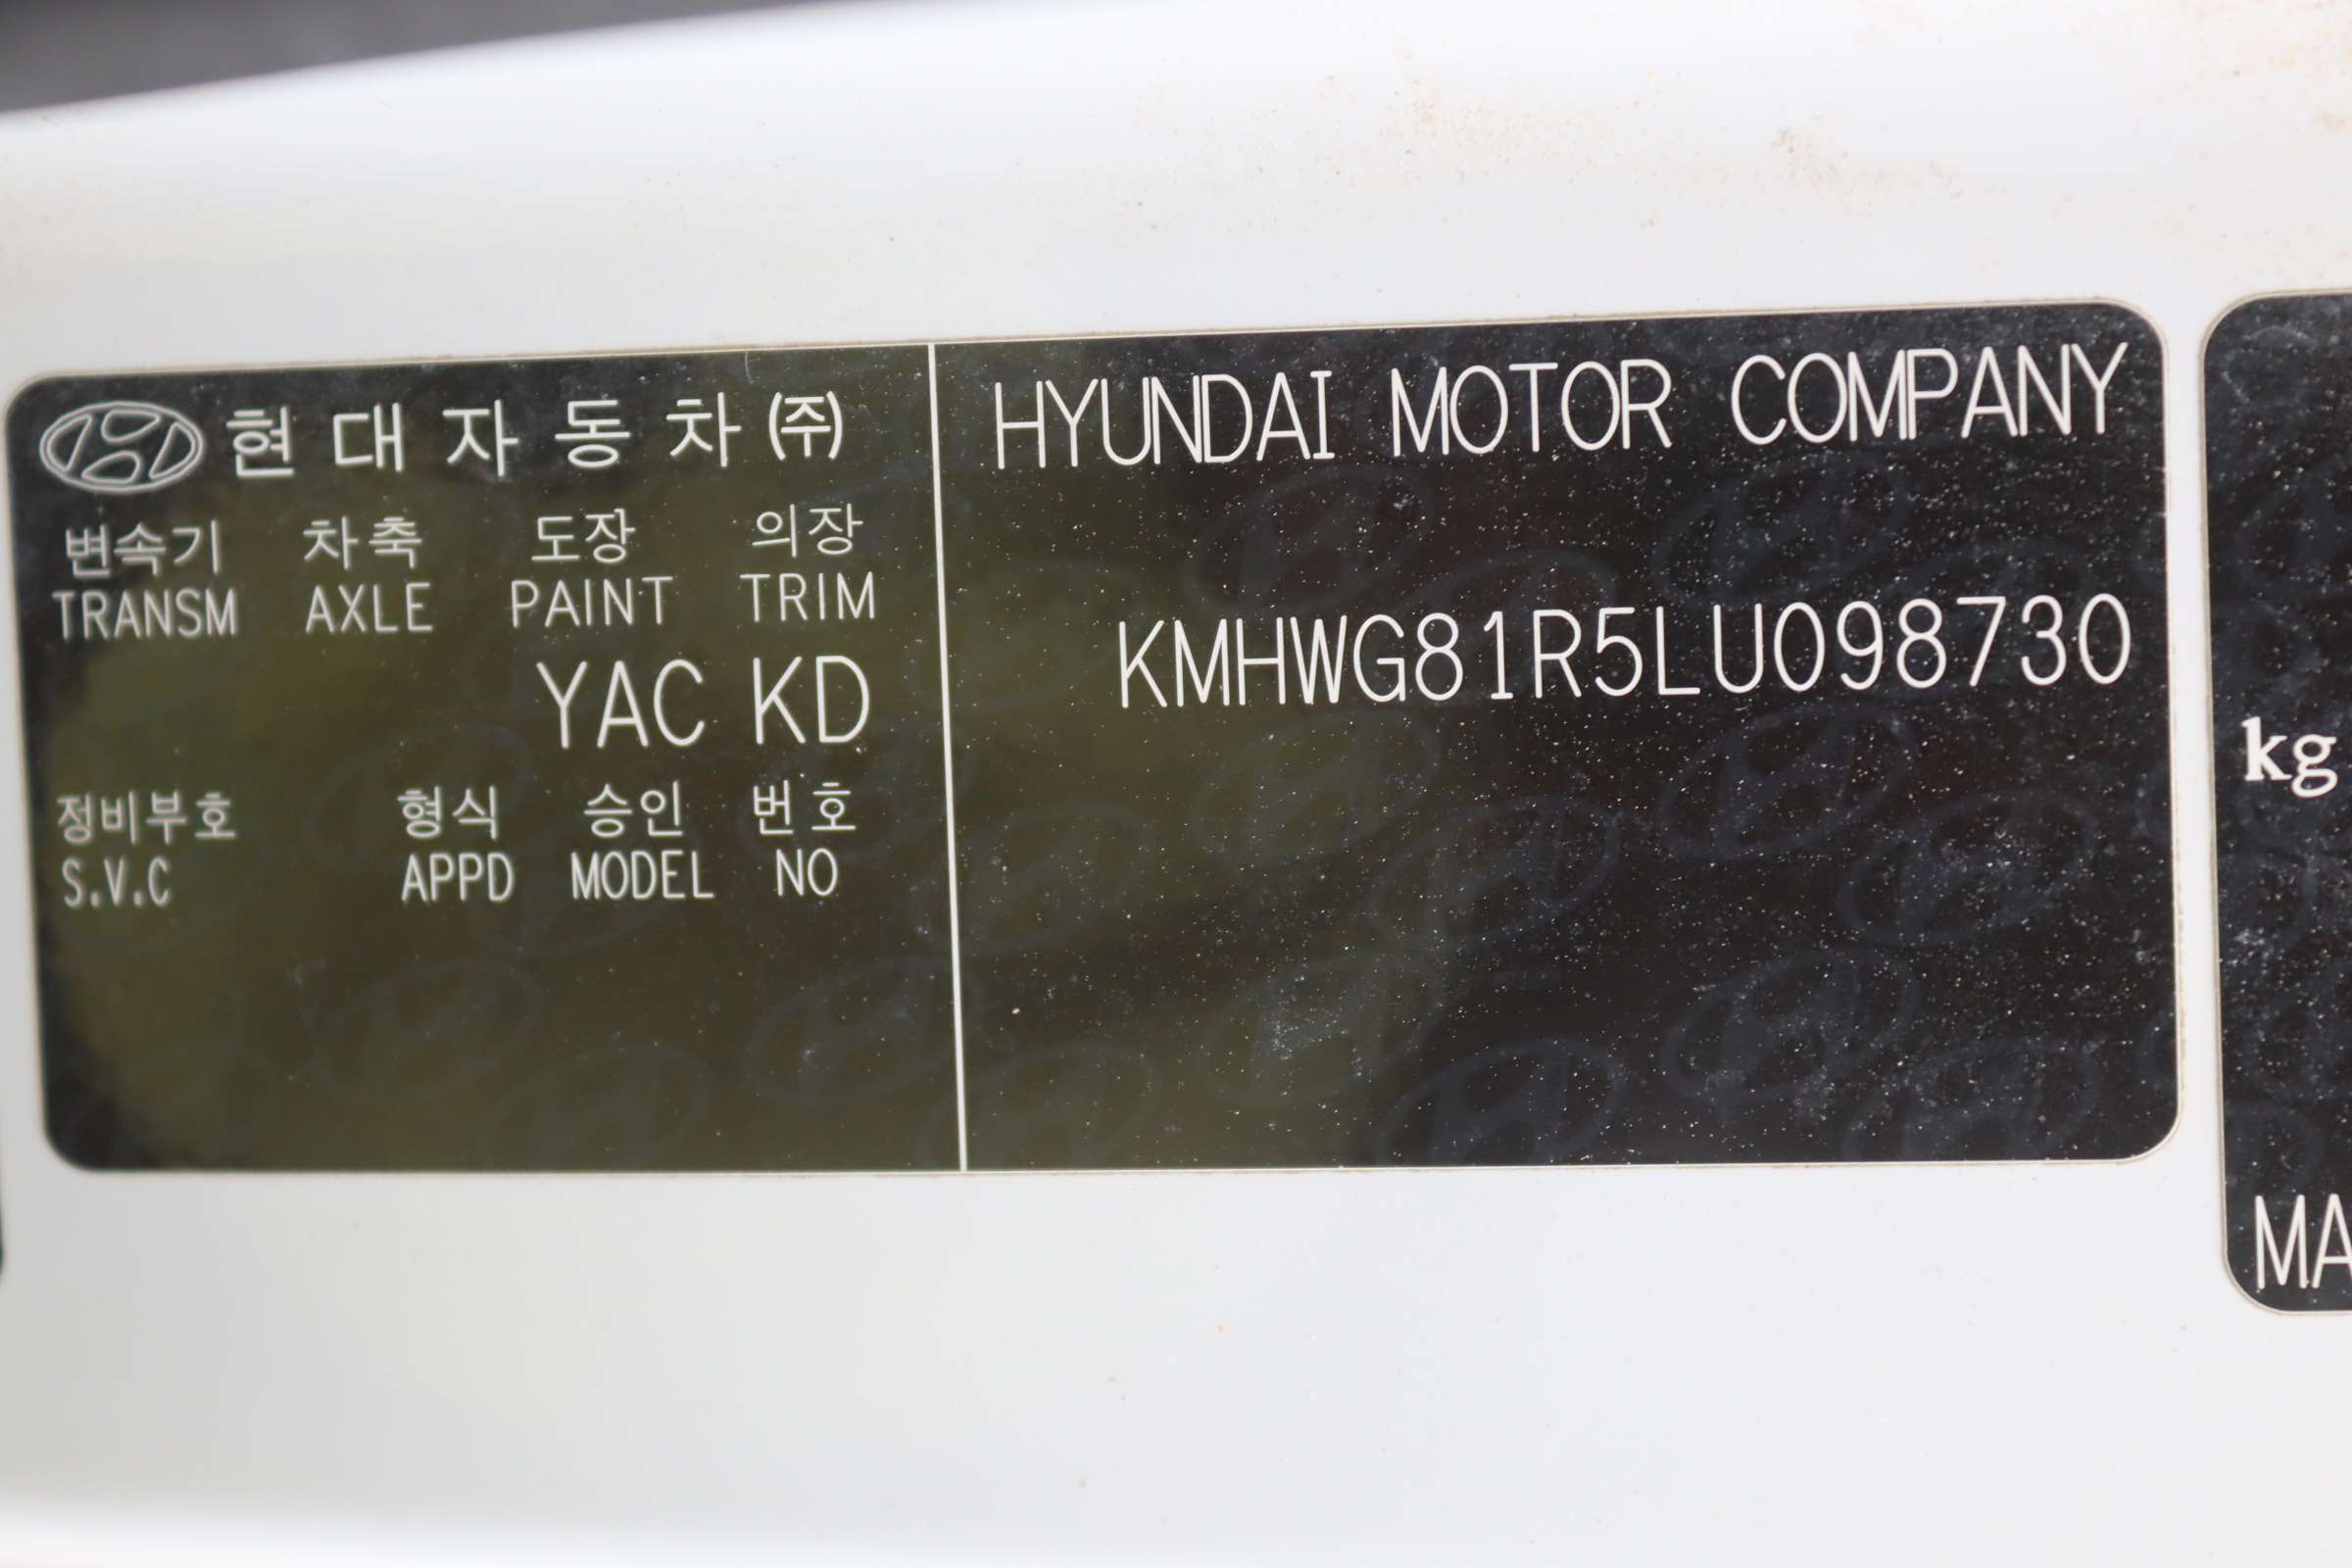 현대자동차㈜
변속기 차축 도장 의장
TRANSM AXLE PAINT TRIM
YAC KD
정비부호 형식 승인 번호
S.V.C APPD MODEL NO
HYUNDAI MOTOR COMPANY
KMHWG81R5LU098730
kg
MA